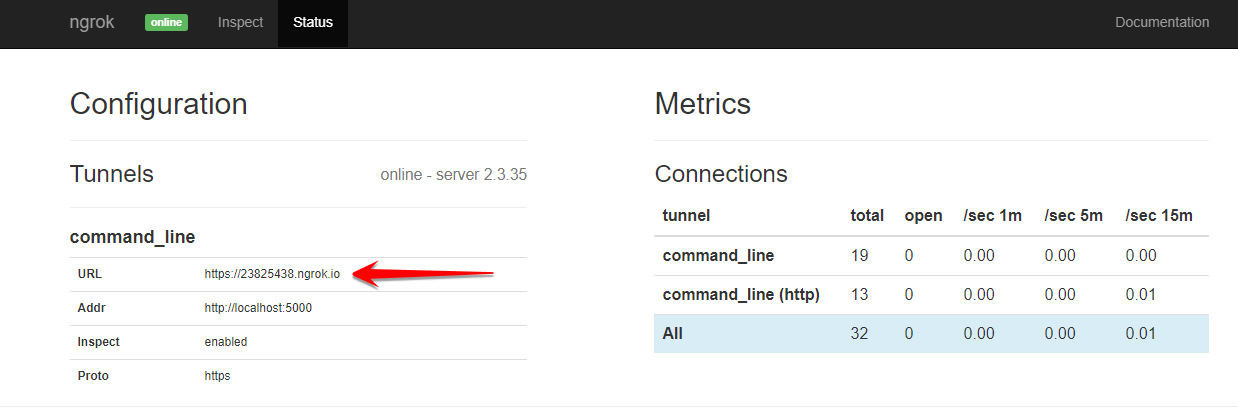 ngrok online Inspect Status Documentation
Configuration
Tunnels online - server 2.3.35
command_line
URL https://23825438.ngrok.io
Addr http://localhost:5000
Inspect enabled
Proto https
Metrics
Connections
tunnel total open /sec 1m /sec 5m /sec 15m
command_line 19 0 0.00 0.00 0.00
command_line (http) 13 0 0.00 0.00 0.01
All 32 0 0.00 0.00 0.01